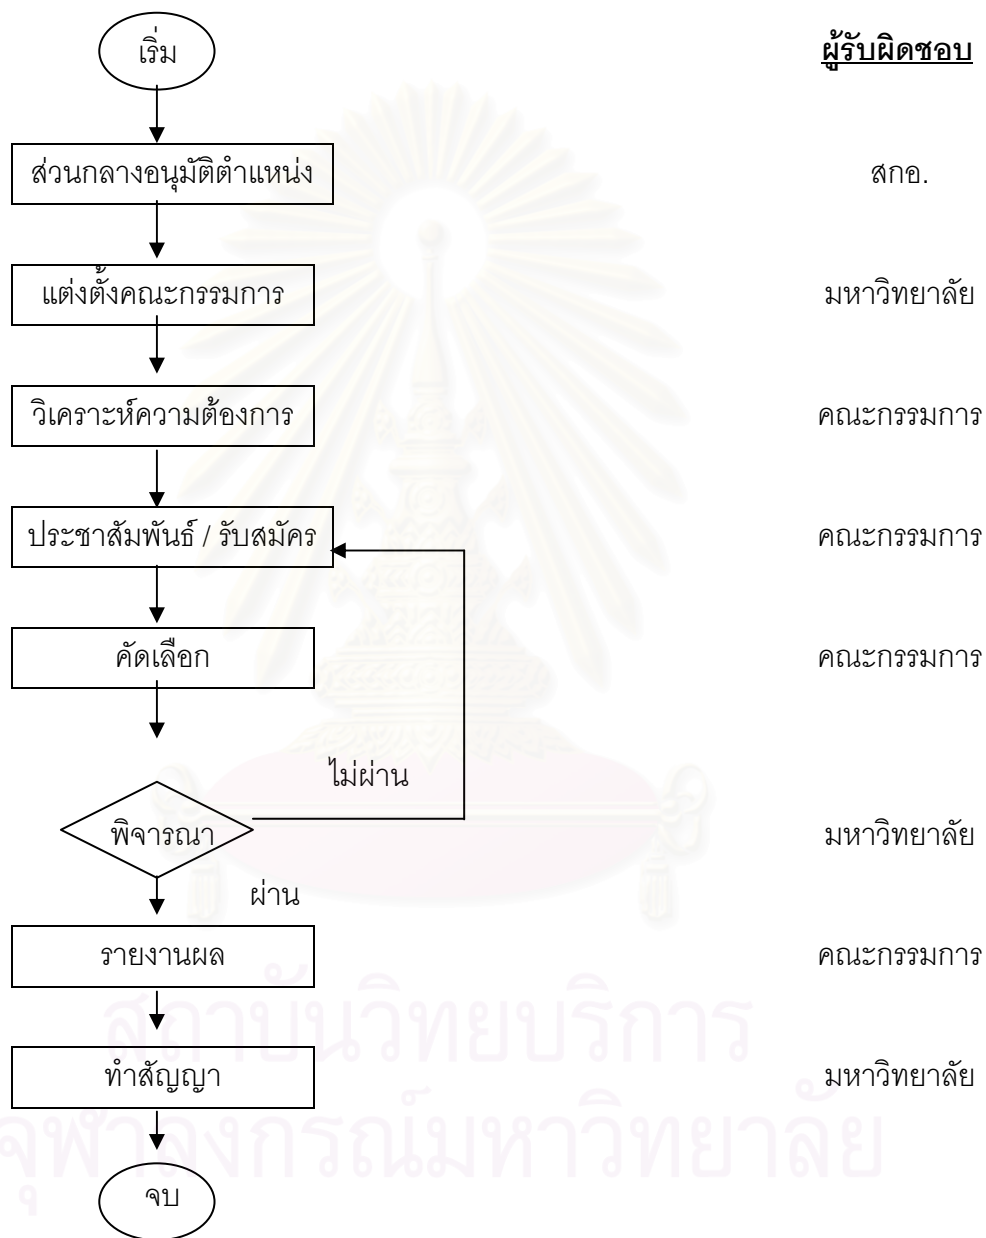 เริ่ม
ผู้รับผิดชอบ
ส่วนกลางอนุมัติตำแหน่ง
สกอ.
แต่งตั้งคณะกรรมการ
มหาวิทยาลัย
วิเคราะห์ความต้องการ
คณะกรรมการ
ประชาสัมพันธ์ / รับสมัคร
คณะกรรมการ
คัดเลือก
คณะกรรมการ
ไม่ผ่าน
พิจารณา
มหาวิทยาลัย
ผ่าน
รายงานผล
คณะกรรมการ
สถาบันวิทยบริการ
ทำสัญญา
มหาวิทยาลัย
จุฬาลงกรณ์มหาวิทยาลัย
จบ